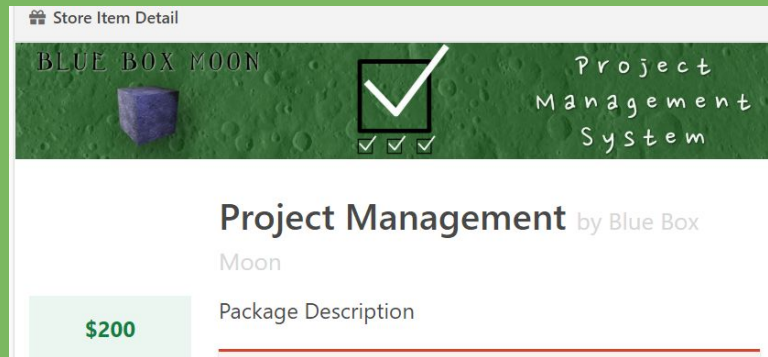 Store Item Detail
BLUE BOX MOON
Project
Management
System
Project Management by Blue Box
Moon
$200
Package Description